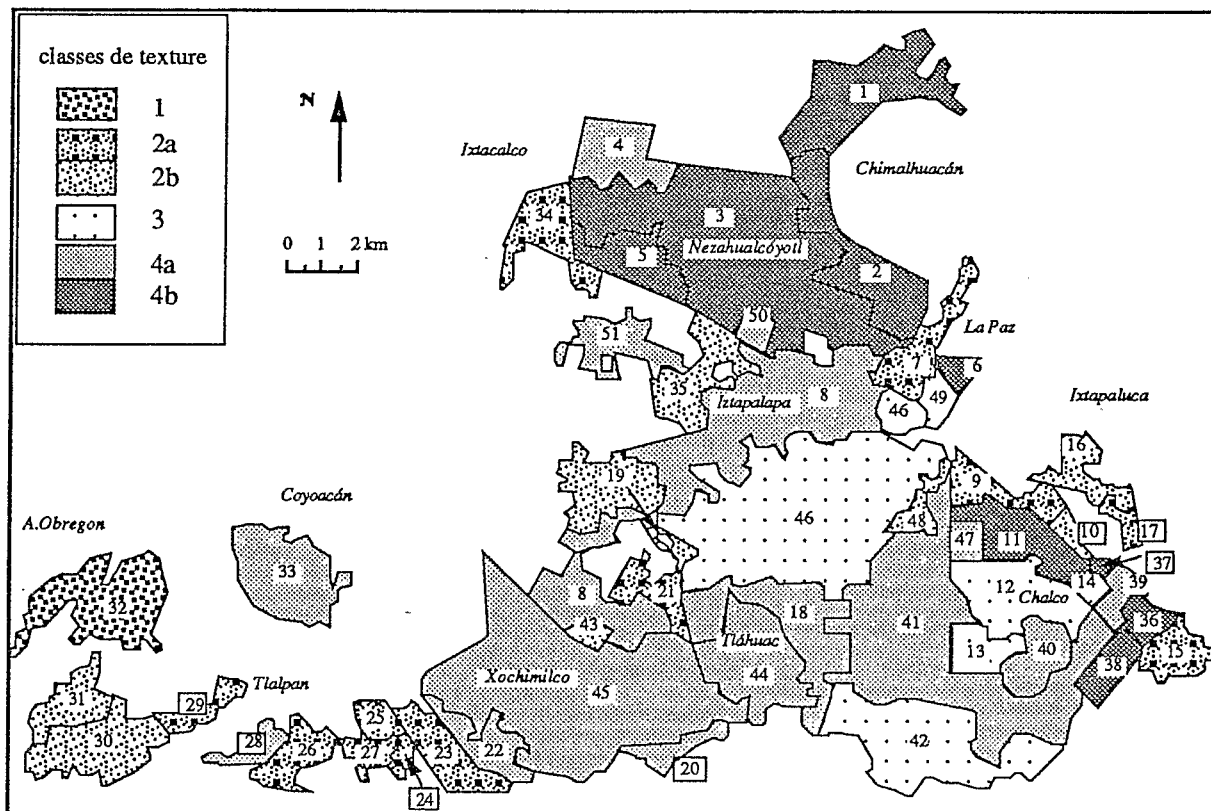 classes de texture
1
2a
2b
3
4a
4b
N
0 1 2 km
Ixtacalco
Chimalhuacán
Nezahualcóyotl
La Paz
Ixtapaluca
Iztapalapa
Coyoacán
A.Obregon
Chalco
Tláhuac
Xochimilco
Tlalpan
1
4
3
34
5
2
50
51
7
6
35
8
46
49
16
19
9
46
48
47
11
10
17
37
33
32
12
14
39
8
21
18
41
36
43
13
40
38
15
31
29
45
44
30
25
28
26
27
23
22
42
20
24